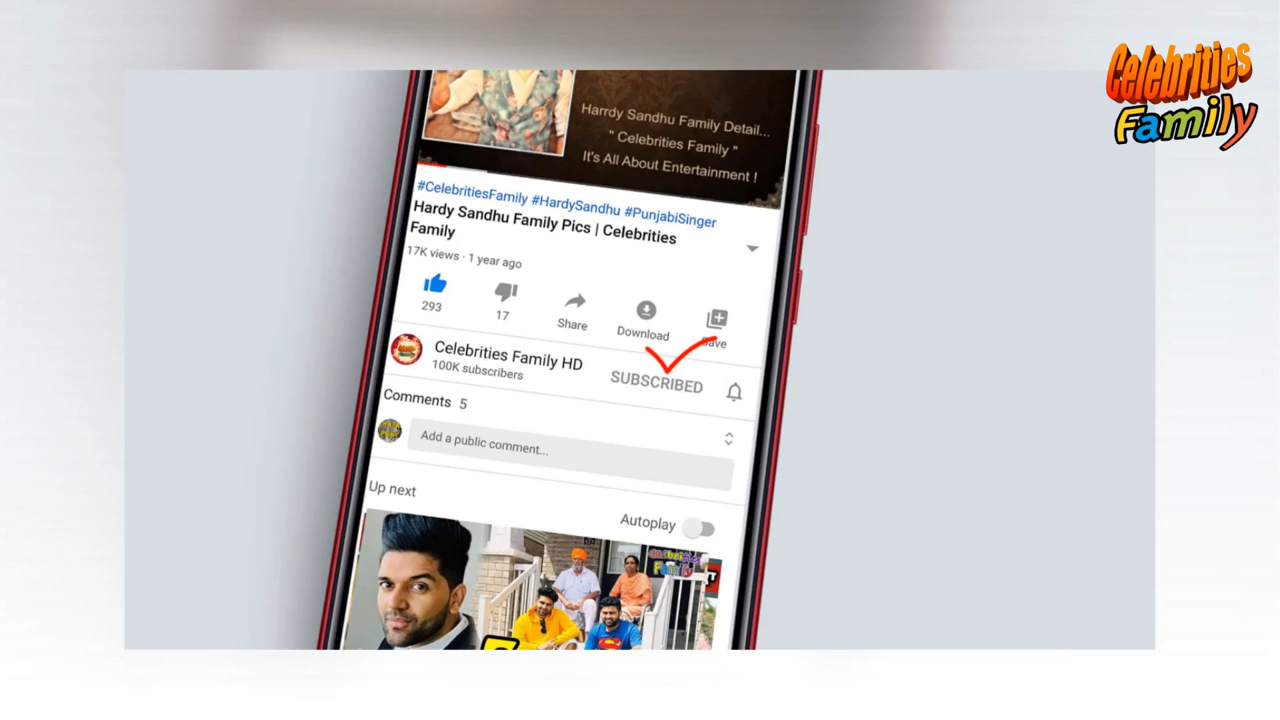 Celebrities
Family
Harrdy Sandhu Family Detail...
" Celebrities Family "
It's All About Entertainment !
#CelebritiesFamily #HardySandhu #PunjabiSinger
Hardy Sandhu Family Pics | Celebrities
Family
17K views · 1 year ago
293
17
Share
Download
Save
Celebrities Family HD
100K subscribers
SUBSCRIBED
Comments 5
Add a public comment...
Up next
Autoplay
Family